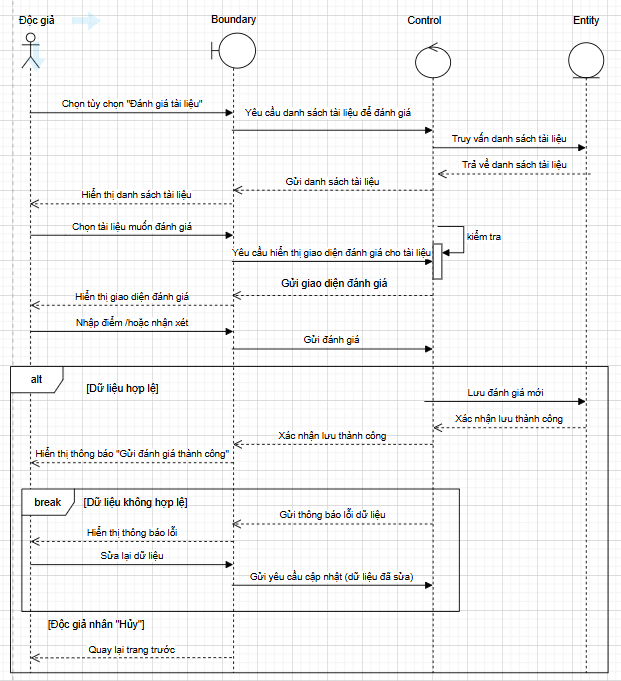 Độc giả
Boundary
Control
Entity
Chọn tùy chọn "Đánh giá tài liệu"
Yêu cầu danh sách tài liệu để đánh giá
Truy vấn danh sách tài liệu
Trả về danh sách tài liệu
Gửi danh sách tài liệu
Hiển thị danh sách tài liệu
Chọn tài liệu muốn đánh giá
kiểm tra
Yêu cầu hiển thị giao diện đánh giá cho tài liệu
Gửi giao diện đánh giá
Hiển thị giao diện đánh giá
Nhập điểm /hoặc nhận xét
Gửi đánh giá
alt
[Dữ liệu hợp lệ]
Lưu đánh giá mới
Xác nhận lưu thành công
Xác nhận lưu thành công
Hiển thị thông báo "Gửi đánh giá thành công"
break
[Dữ liệu không hợp lệ]
Gửi thông báo lỗi dữ liệu
Hiển thị thông báo lỗi
Sửa lại dữ liệu
Gửi yêu cầu cập nhật (dữ liệu đã sửa)
[Độc giả nhấn "Hủy"]
Quay lại trang trước